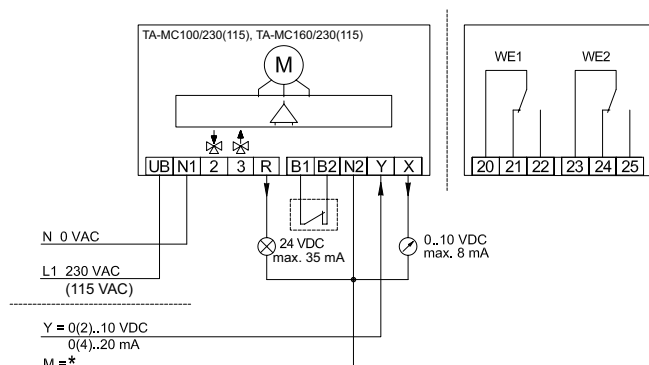 TA-MC100/230(115), TA-MC160/230(115)
M
WE1 WE2
UB N1 2 3 R B1 B2 N2 Y X
20 21 22 23 24 25
N 0 VAC
24 VDC
max. 35 mA
0..10 VDC
max. 8 mA
L1 230 VAC
(115 VAC)
Y = 0(2)..10 VDC
0(4)..20 mA
M =*